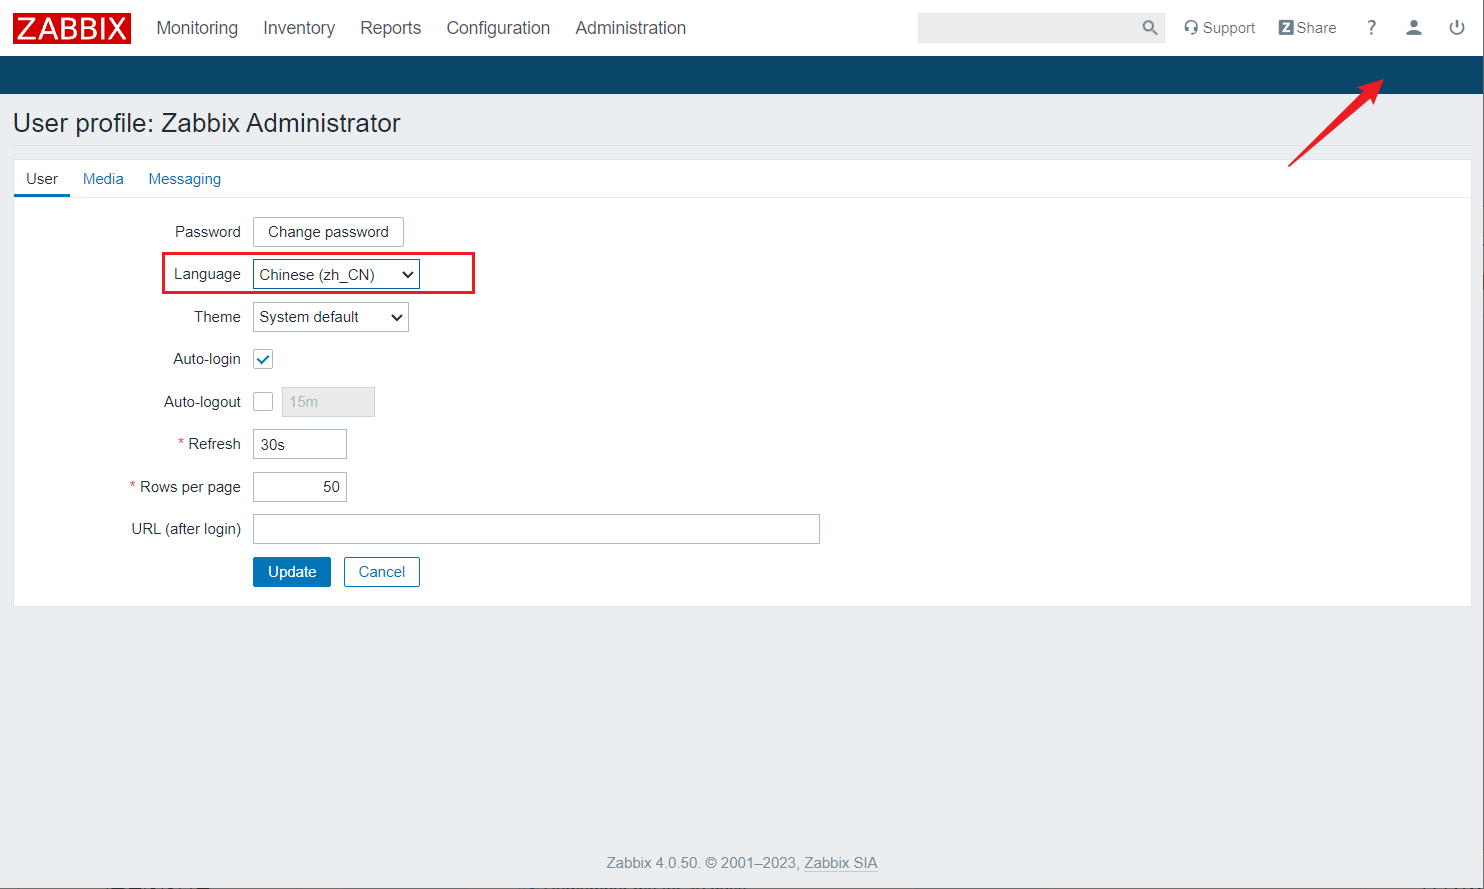 ZABBIX Monitoring Inventory Reports Configuration Administration Support Z Share ?
User profile: Zabbix Administrator
User Media Messaging
Password Change password
Language Chinese (zh_CN)
Theme System default
Auto-login
Auto-logout 15m
* Refresh 30s
* Rows per page 50
URL (after login)
Update Cancel
Zabbix 4.0.50. © 2001–2023, Zabbix SIA